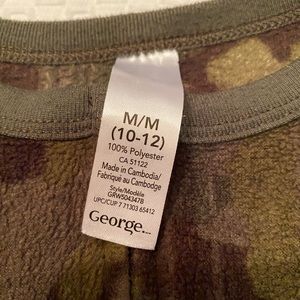 M/M
(10-12)
100% Polyester
CA 51122
Made in Cambodia/
Fabriqué au Cambodge
Style/Modèle
GRW504347B
UPC/CUP 7 71303 65412
George...